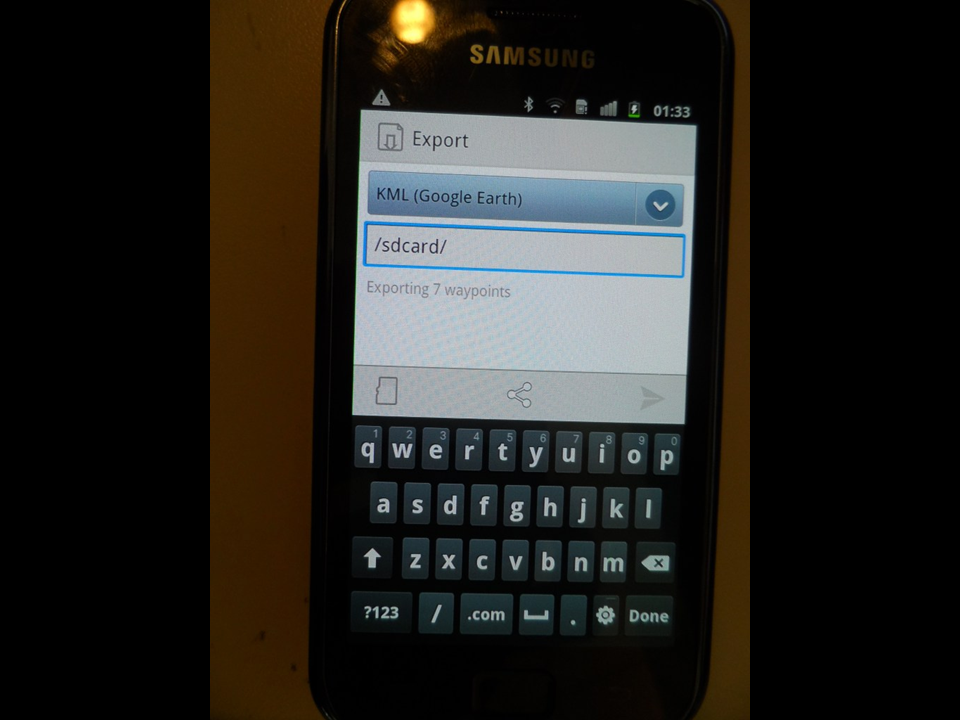 SAMSUNG
01:33
Export
KML (Google Earth)
/sdcard/
Exporting 7 waypoints
1 2 3 4 5 6 7 8 9 0
q w e r t y u i o p
a s d f g h j k l
z x c v b n m
?123 / .com . Done